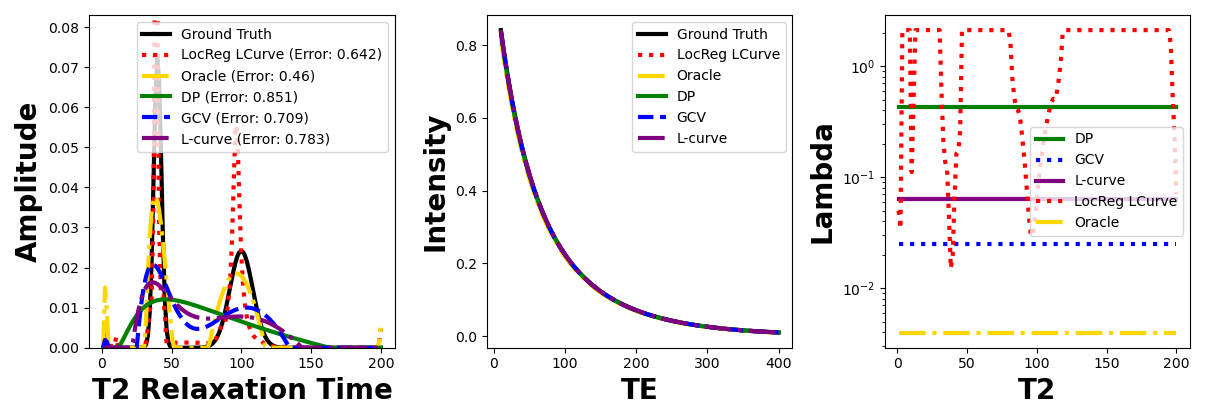 0.08
0.07
0.06
0.05
0.04
0.03
0.02
0.01
0.00
Amplitude
Ground Truth
LocReg LCurve (Error: 0.642)
Oracle (Error: 0.46)
DP (Error: 0.851)
GCV (Error: 0.709)
L-curve (Error: 0.783)
0 50 100 150 200
T2 Relaxation Time
0.8
0.6
0.4
0.2
0.0
Intensity
Ground Truth
LocReg LCurve
Oracle
DP
GCV
L-curve
0 100 200 300 400
TE
10⁰
10⁻¹
10⁻²
Lambda
DP
GCV
L-curve
LocReg LCurve
Oracle
0 50 100 150 200
T2